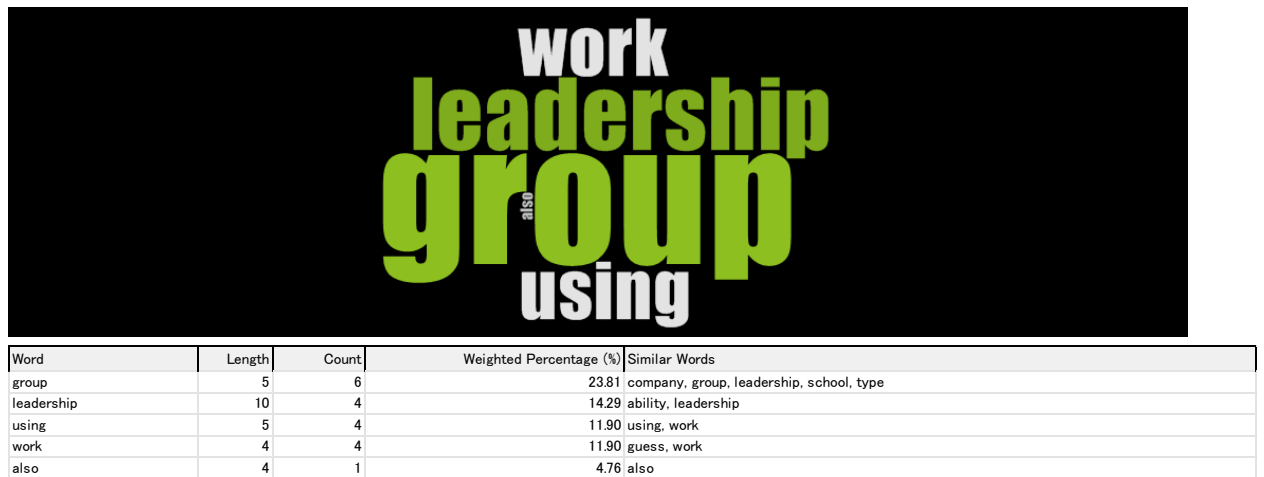 work
leadership
group
also
using
Word Length Count Weighted Percentage (%) Similar Words
group 5 6 23.81 company, group, leadership, school, type
leadership 10 4 14.29 ability, leadership
using 5 4 11.90 using, work
work 4 4 11.90 guess, work
also 4 1 4.76 also